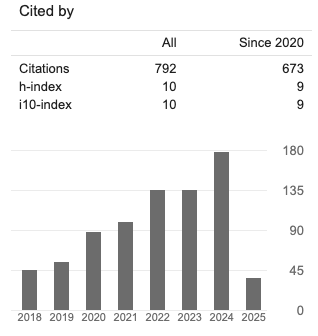 Cited by
All Since 2020
Citations 792 673
h-index 10 9
i10-index 10 9
180
135
90
45
0
2018 2019 2020 2021 2022 2023 2024 2025